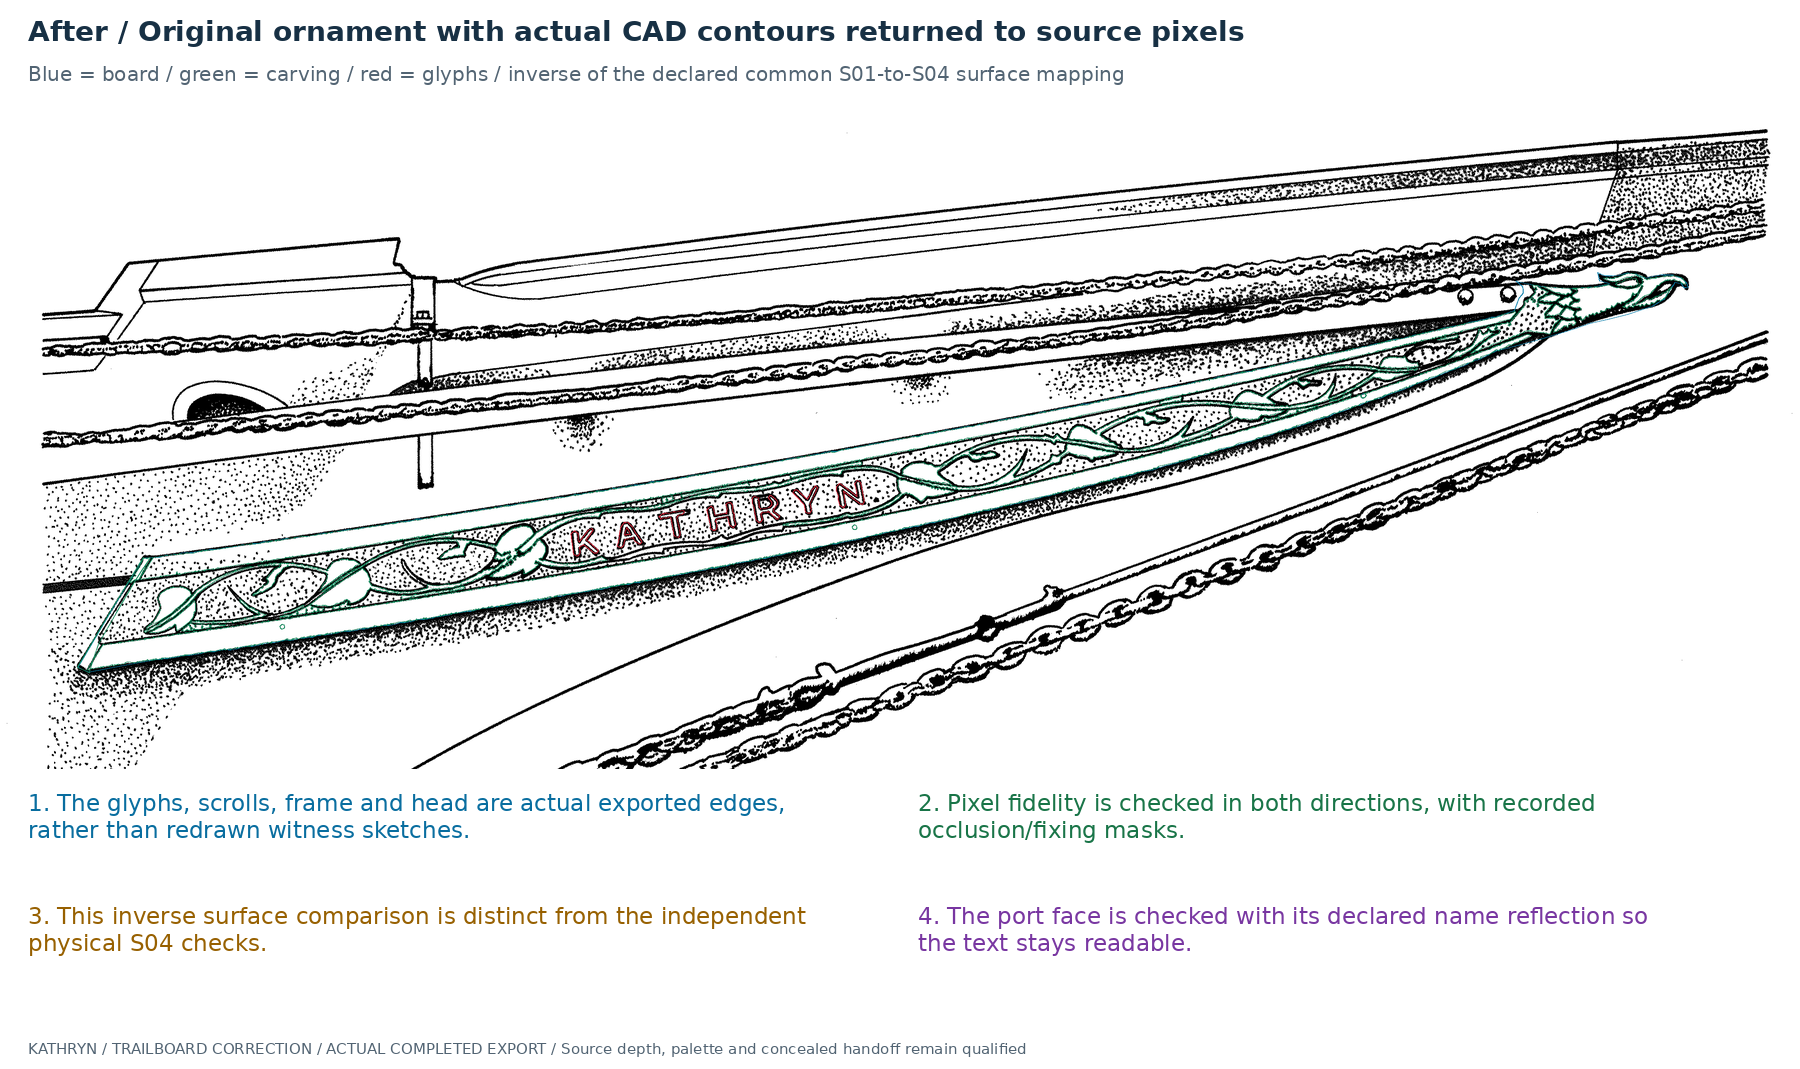 After / Original ornament with actual CAD contours returned to source pixels
Blue = board / green = carving / red = glyphs / inverse of the declared common S01-to-S04 surface mapping
KATHRYN
1. The glyphs, scrolls, frame and head are actual exported edges,
rather than redrawn witness sketches.
2. Pixel fidelity is checked in both directions, with recorded
occlusion/fixing masks.
3. This inverse surface comparison is distinct from the independent
physical S04 checks.
4. The port face is checked with its declared name reflection so
the text stays readable.
KATHRYN / TRAILBOARD CORRECTION / ACTUAL COMPLETED EXPORT / Source depth, palette and concealed handoff remain qualified